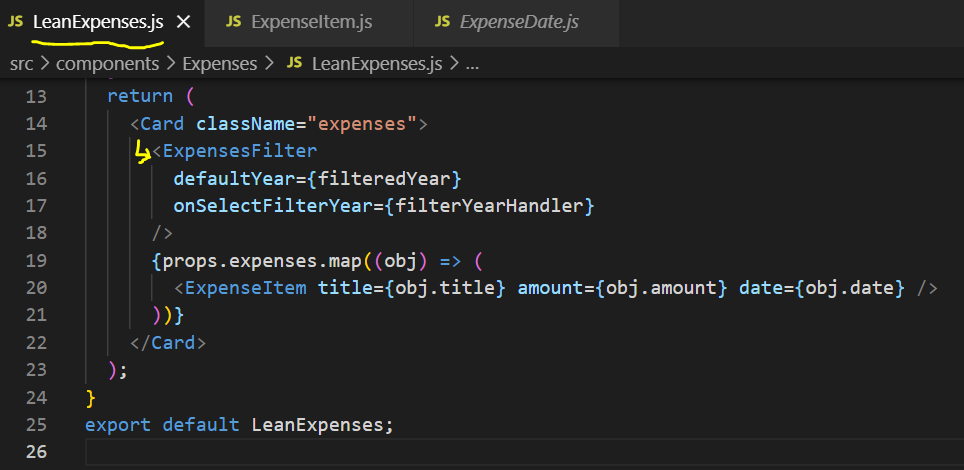 JS LeanExpenses.js × JS ExpenseItem.js JS ExpenseDate.js
src > components > Expenses > JS LeanExpenses.js > ...
13 return (
14 <Card className="expenses">
15 <ExpensesFilter
16 defaultYear={filteredYear}
17 onSelectFilterYear={filterYearHandler}
18 />
19 {props.expenses.map((obj) => (
20 <ExpenseItem title={obj.title} amount={obj.amount} date={obj.date} />
21 ))}
22 </Card>
23 );
24 }
25 export default LeanExpenses;
26